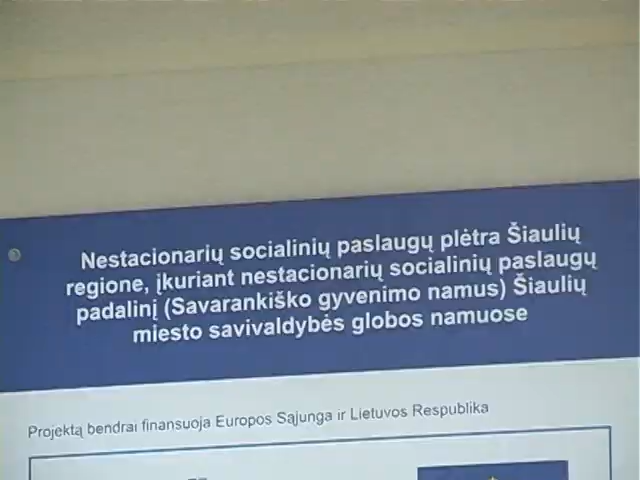 Nestacionarių socialinių paslaugų plėtra Šiaulių
regione, įkuriant nestacionarių socialinių paslaugų
padalinį (Savarankiško gyvenimo namus) Šiaulių
miesto savivaldybės globos namuose
Projektą bendrai finansuoja Europos Sąjunga ir Lietuvos Respublika